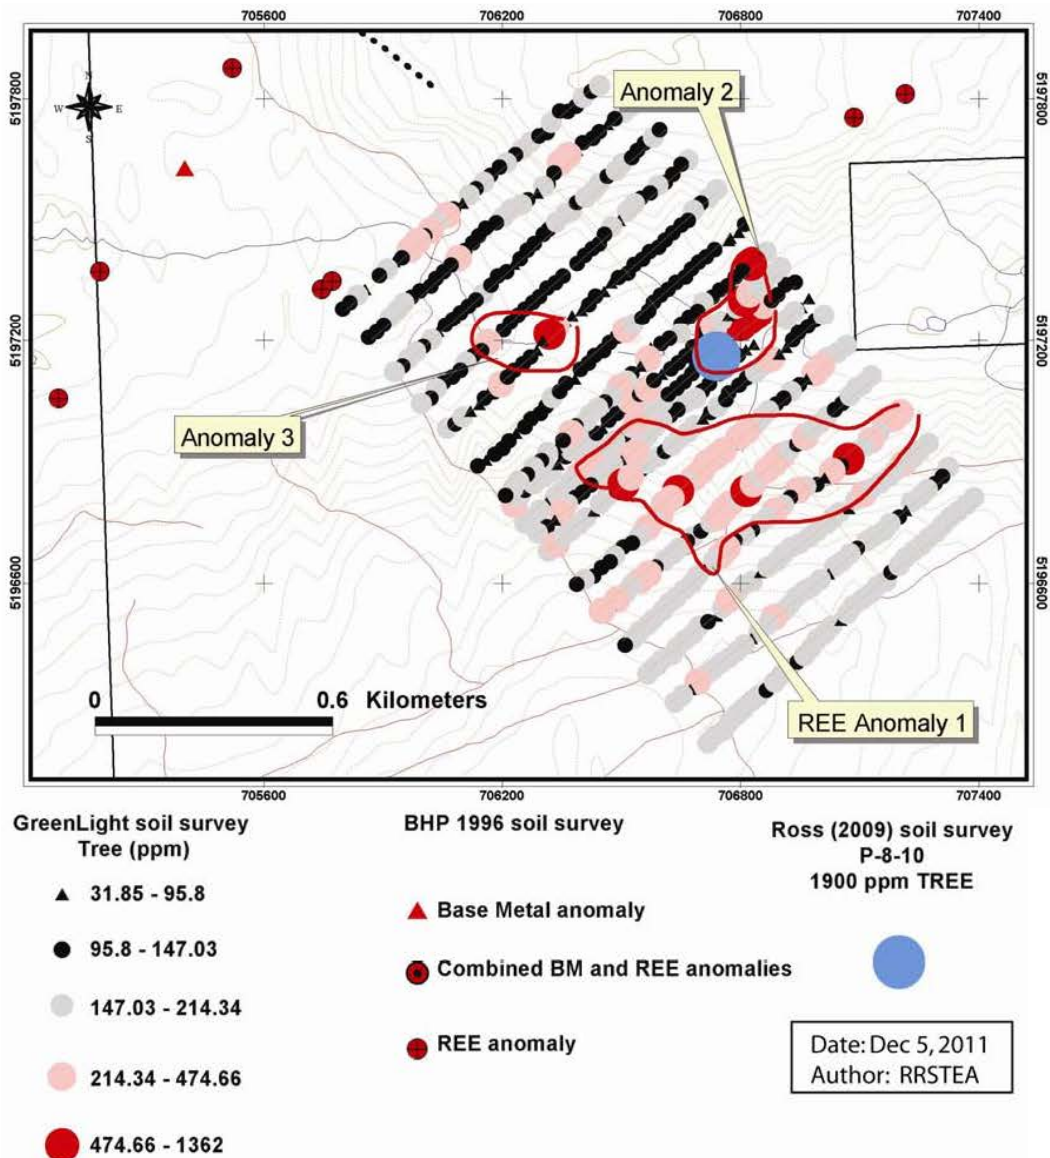 705600 706200 706800 707400
5197800
5197200
5196600
5197800
5197200
5196600
N
W E
S
Anomaly 2
Anomaly 3
REE Anomaly 1
0 0.6 Kilometers
705600 706200 706800 707400
GreenLight soil survey
Tree (ppm)
31.85 - 95.8
95.8 - 147.03
147.03 - 214.34
214.34 - 474.66
474.66 - 1362
BHP 1996 soil survey
Base Metal anomaly
Combined BM and REE anomalies
REE anomaly
Ross (2009) soil survey
P-8-10
1900 ppm TREE
Date: Dec 5, 2011
Author: RRSTEA